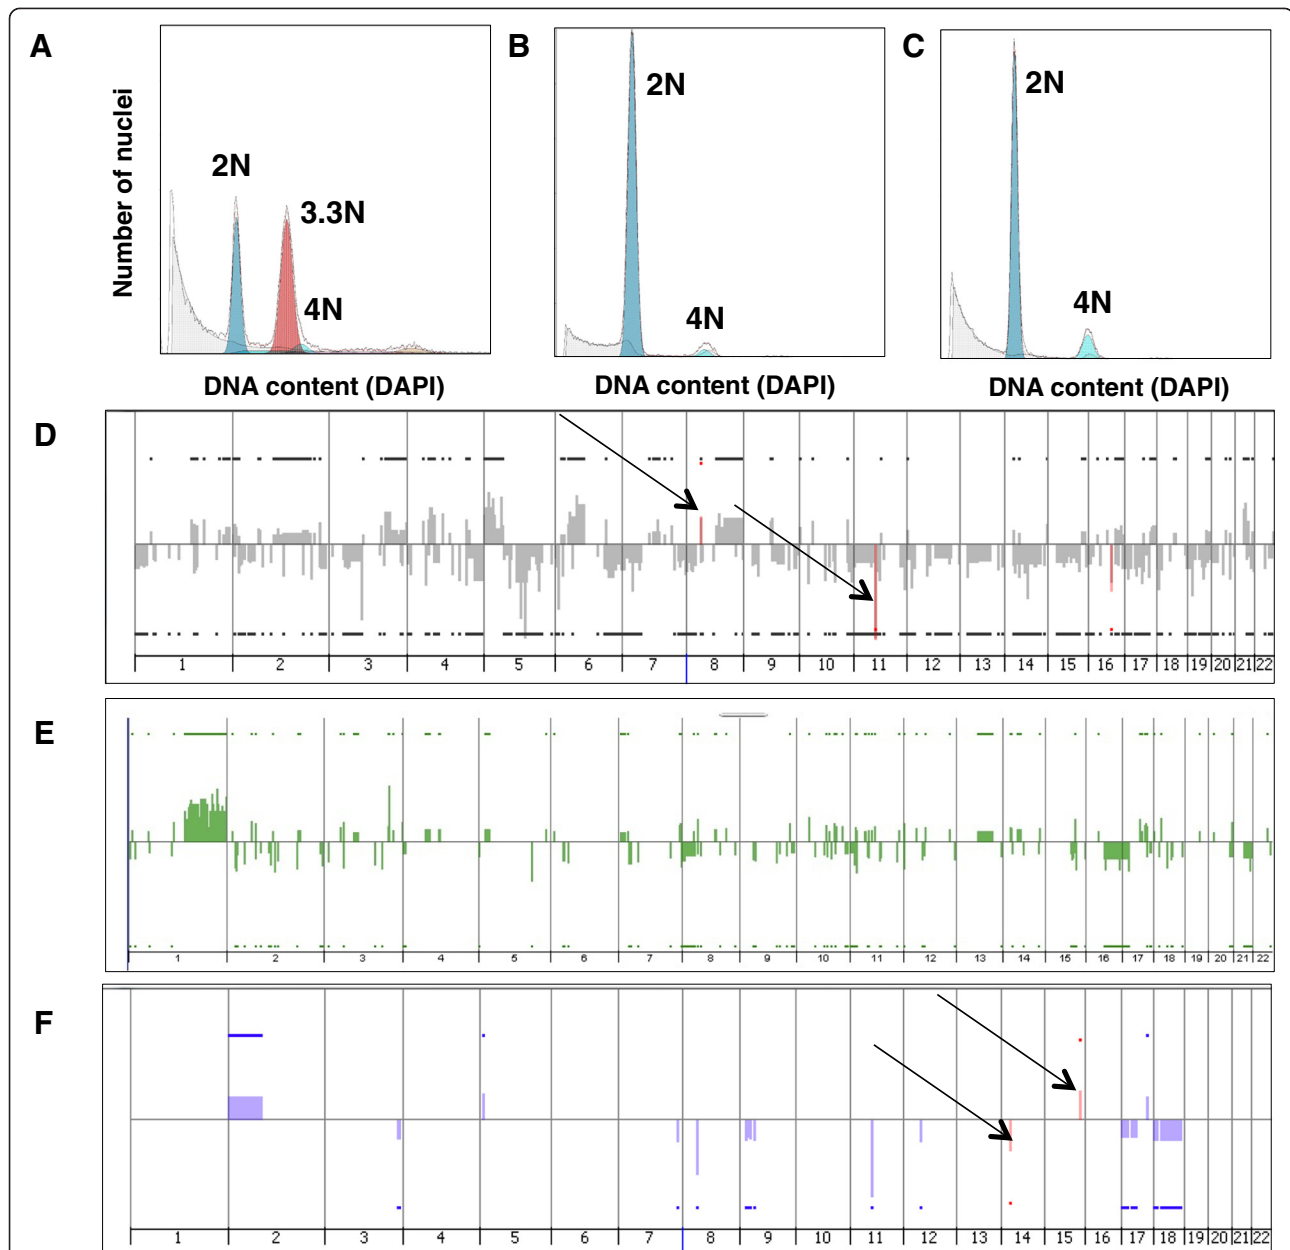 A
B
C
Number of nuclei
2N
3.3N
4N
2N
4N
2N
4N
DNA content (DAPI)
DNA content (DAPI)
DNA content (DAPI)
D
1 2 3 4 5 6 7 8 9 10 11 12 13 14 15 16 17 18 19 20 21 22
E
1 2 3 4 5 6 7 8 9 10 11 12 13 14 15 16 17 18 19 20 21 22
F
1 2 3 4 5 6 7 8 9 10 11 12 13 14 15 16 17 18 19 20 21 22